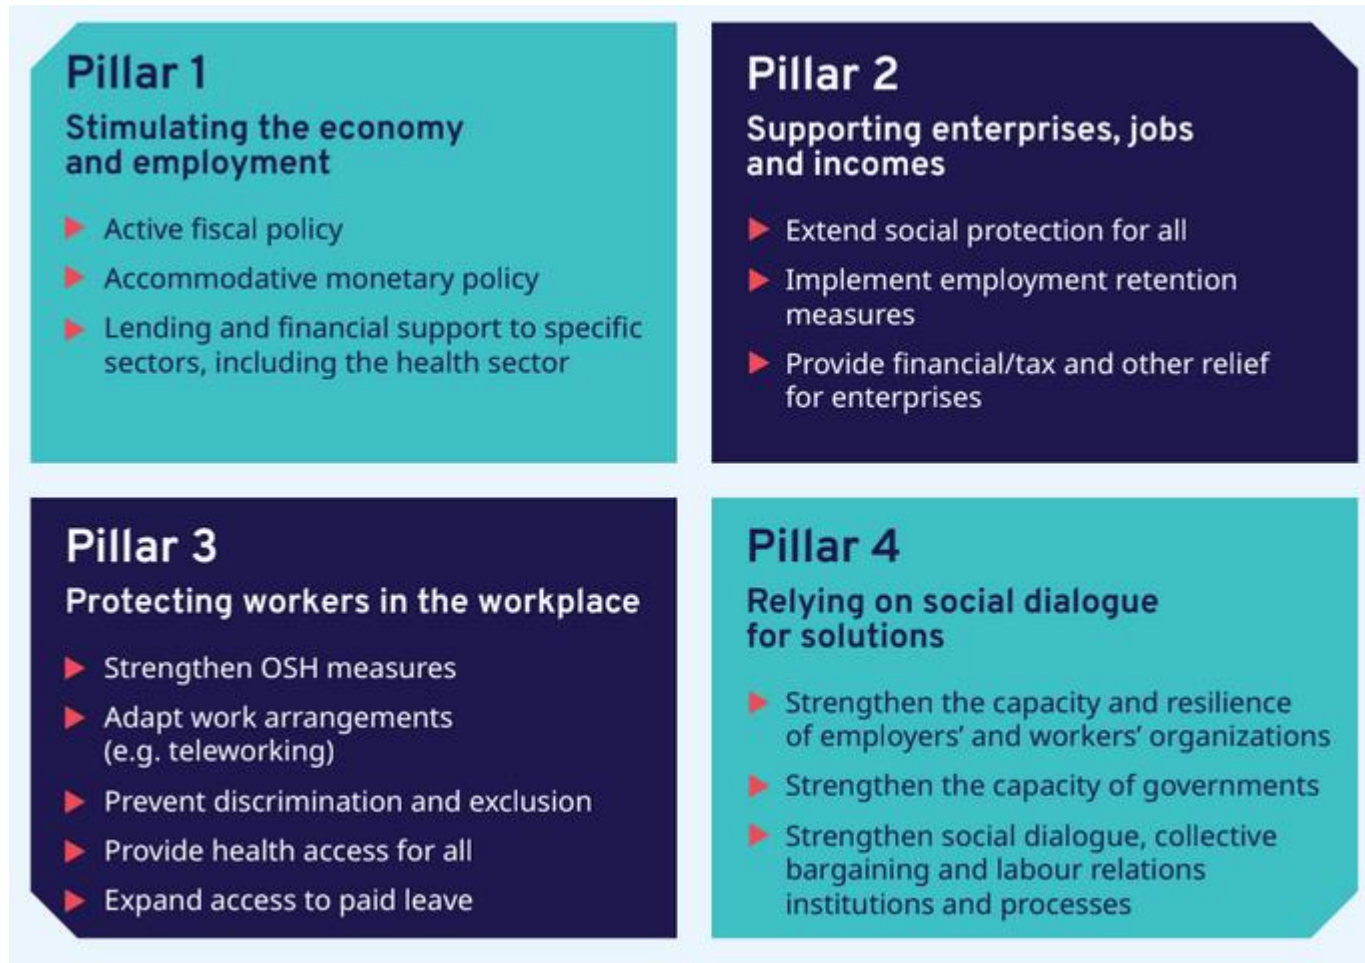 Pillar 1
Stimulating the economy
and employment
Active fiscal policy
Accommodative monetary policy
Lending and financial support to specific
sectors, including the health sector
Pillar 2
Supporting enterprises, jobs
and incomes
Extend social protection for all
Implement employment retention
measures
Provide financial/tax and other relief
for enterprises
Pillar 3
Protecting workers in the workplace
Strengthen OSH measures
Adapt work arrangements
(e.g. teleworking)
Prevent discrimination and exclusion
Provide health access for all
Expand access to paid leave
Pillar 4
Relying on social dialogue
for solutions
Strengthen the capacity and resilience
of employers’ and workers’ organizations
Strengthen the capacity of governments
Strengthen social dialogue, collective
bargaining and labour relations
institutions and processes